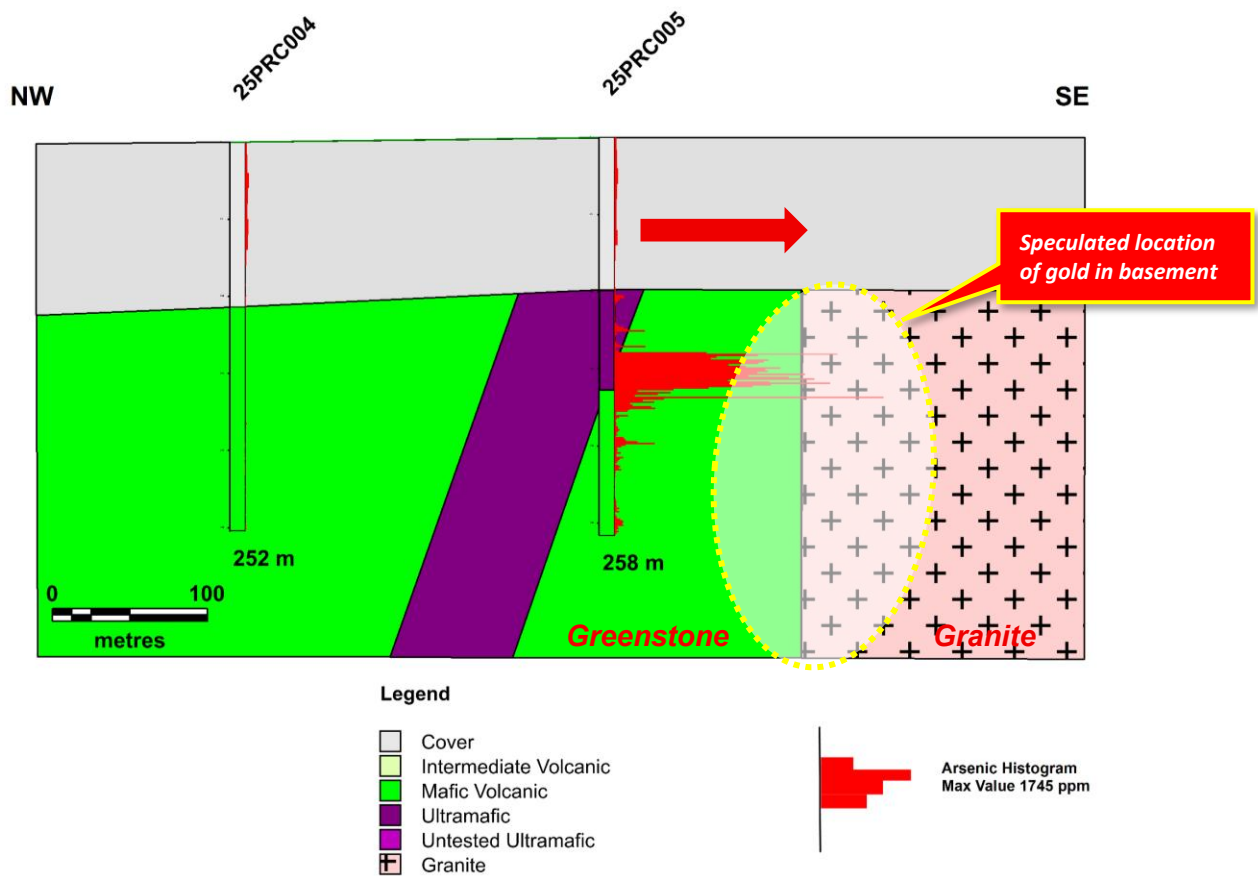 25PRC004
25PRC005
NW
SE
Speculated location
of gold in basement
252 m
258 m
0 100
metres
Greenstone
Granite
Legend
Cover
Intermediate Volcanic
Mafic Volcanic
Ultramafic
Untested Ultramafic
Granite
Arsenic Histogram
Max Value 1745 ppm